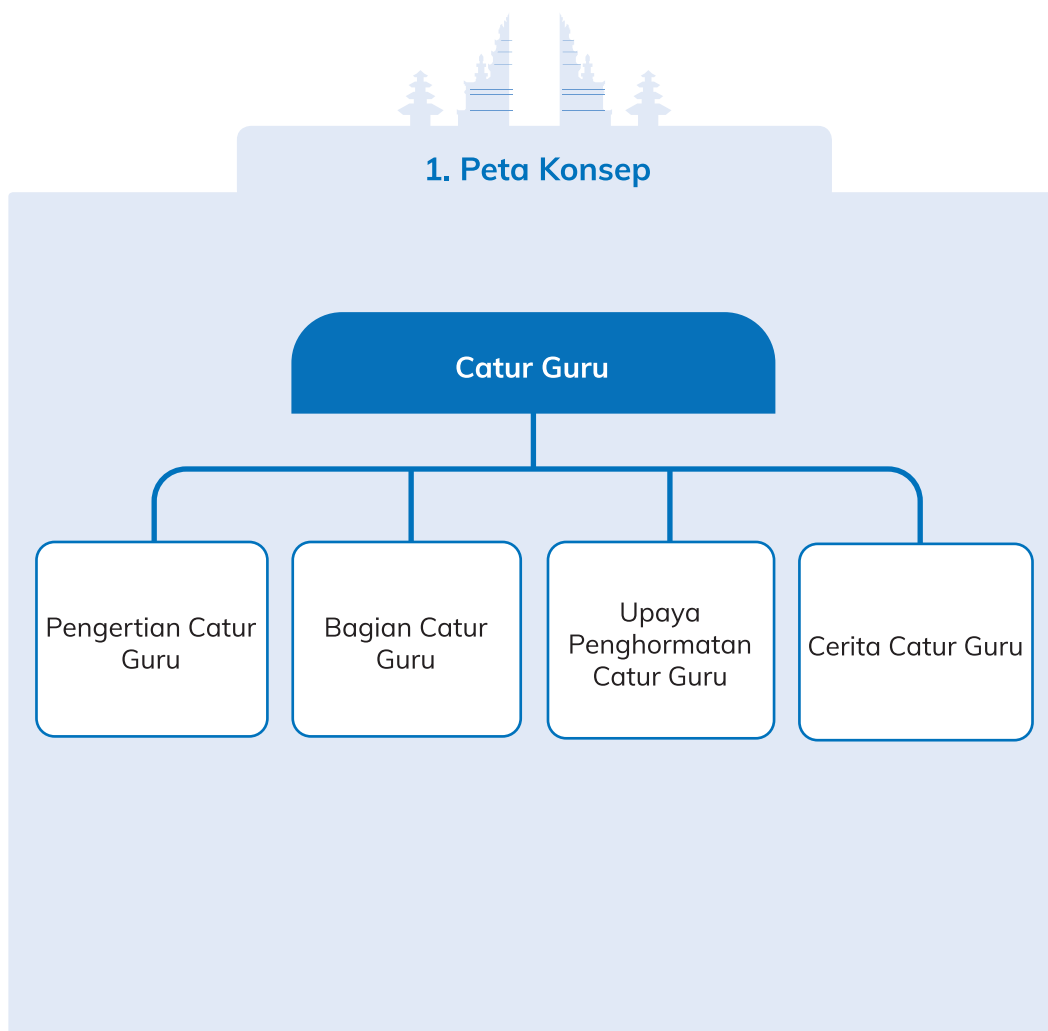 1. Peta Konsep
Catur Guru
Pengertian Catur
Guru
Bagian Catur
Guru
Upaya
Penghormatan
Catur Guru
Cerita Catur Guru